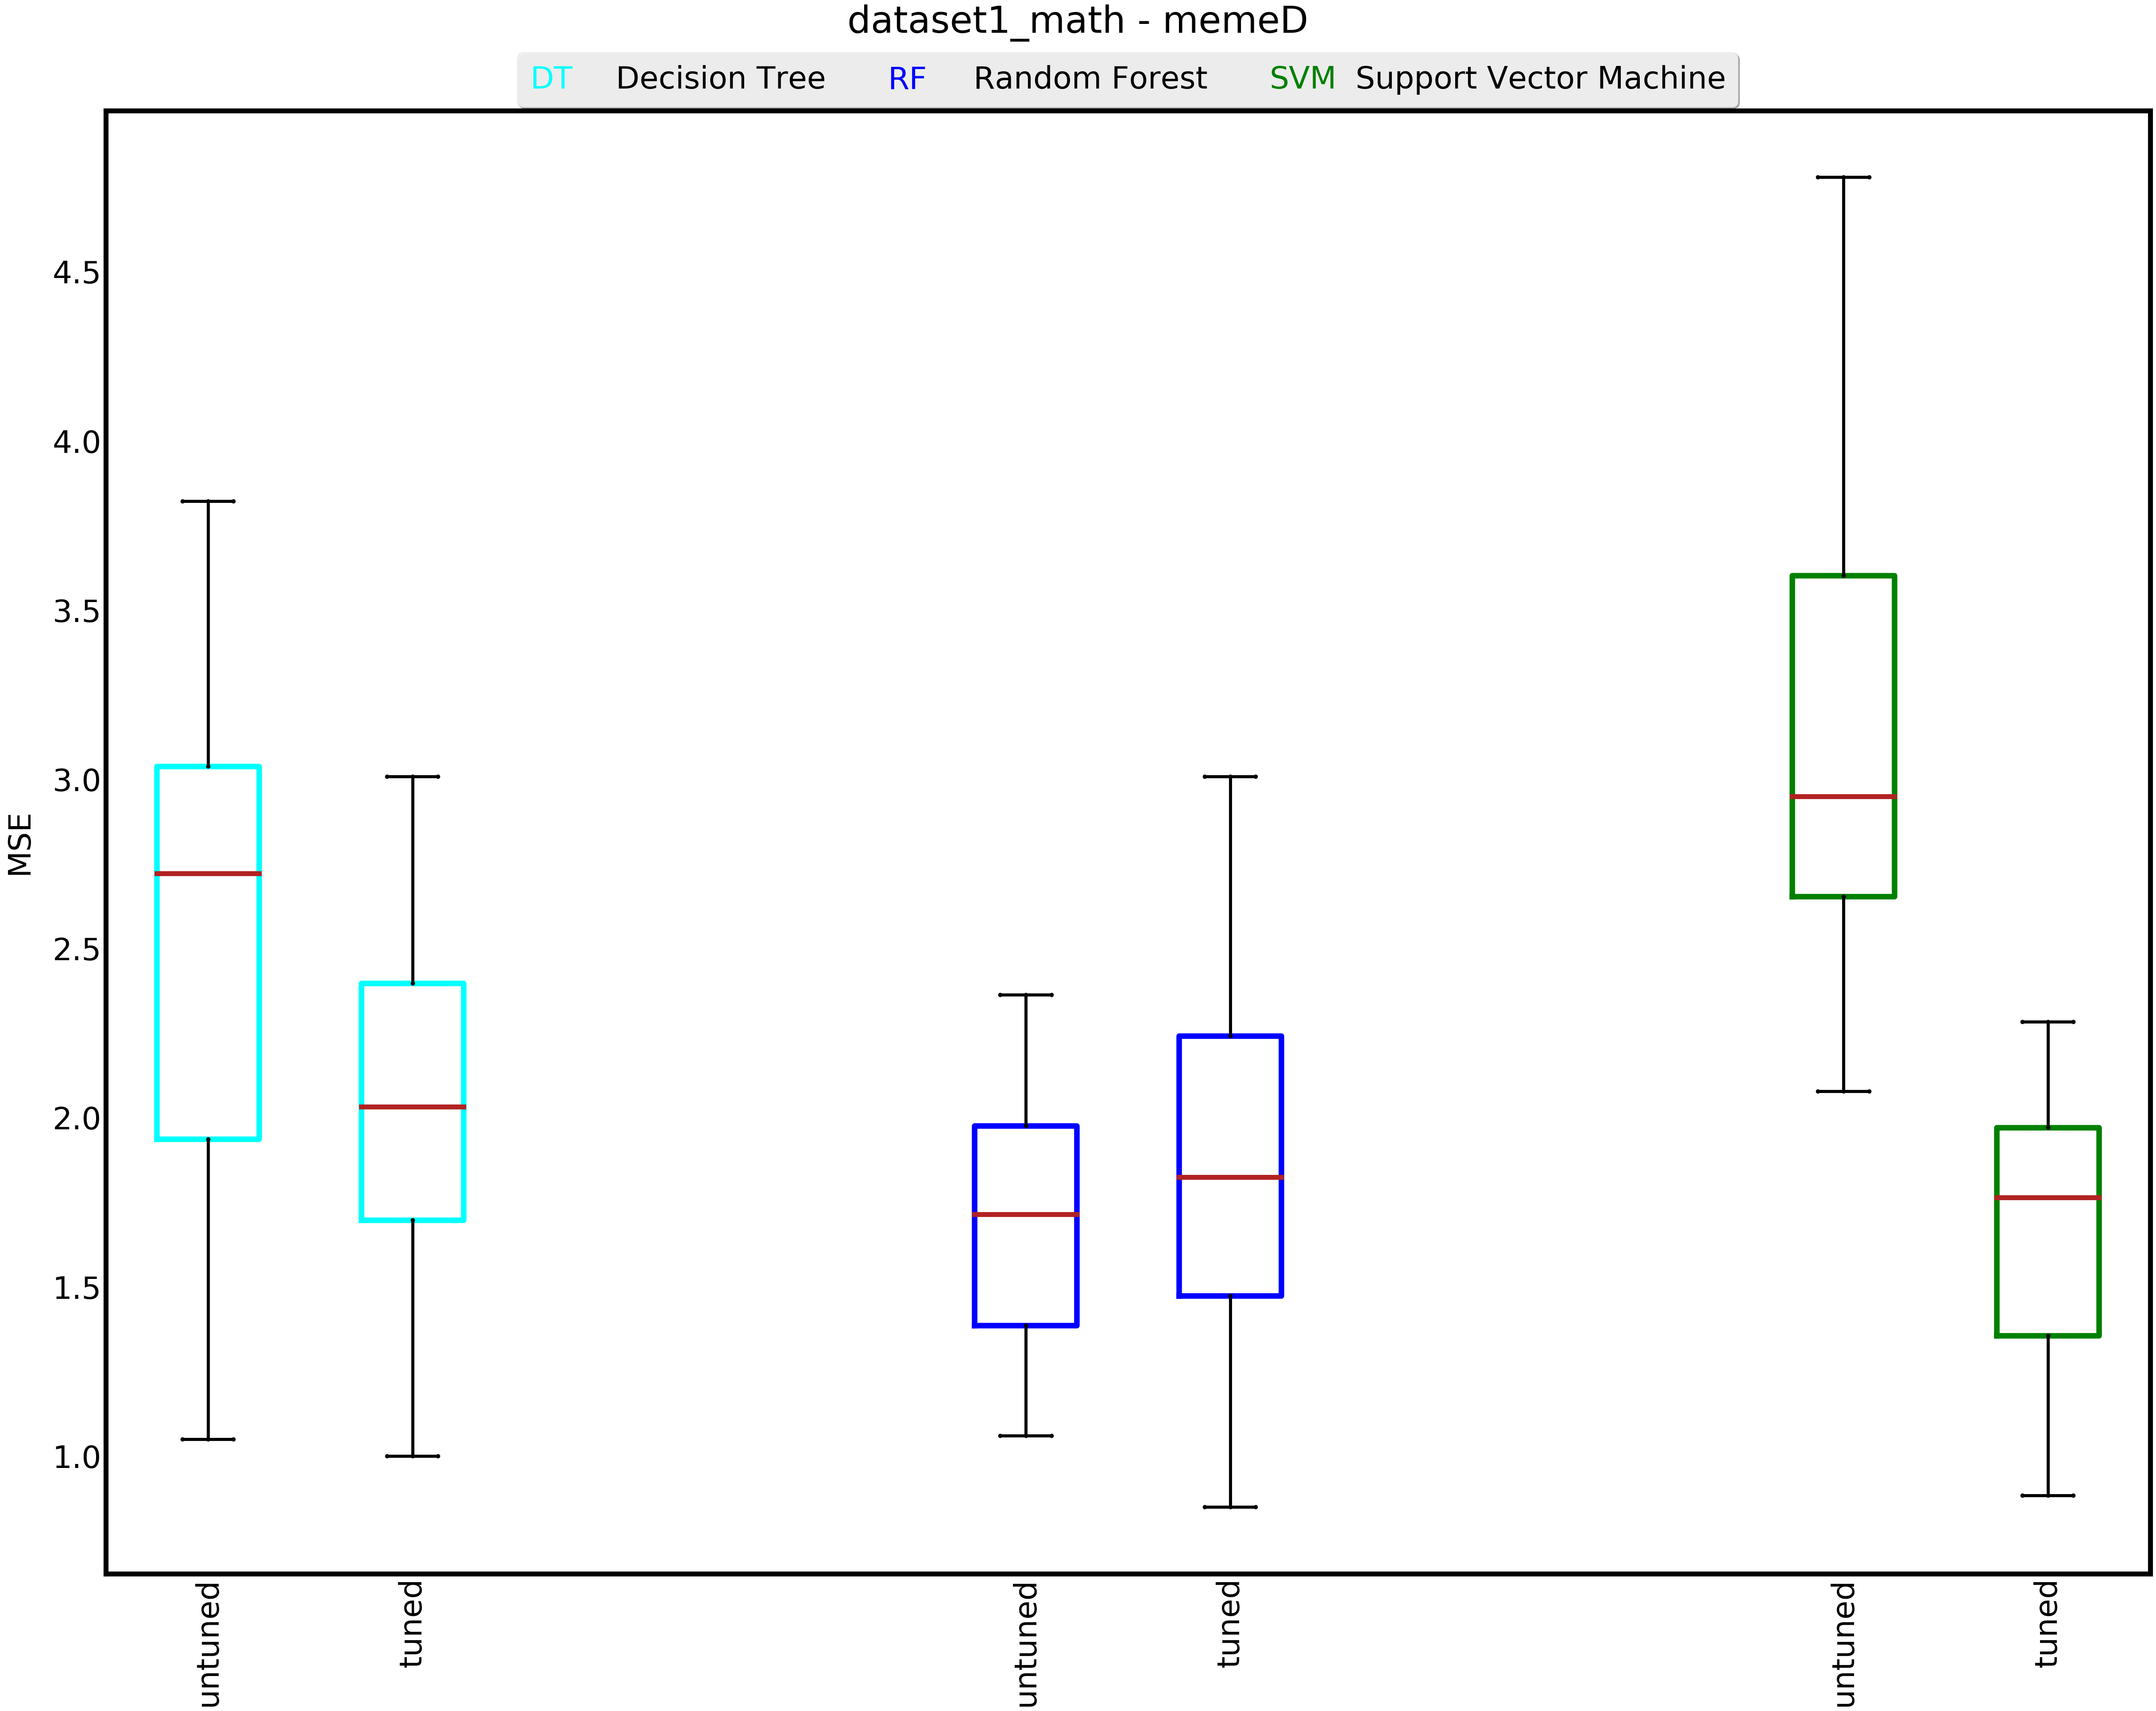 dataset1_math - memeD
DT Decision Tree RF Random Forest SVM Support Vector Machine
4.5
4.0
3.5
3.0
2.5
2.0
1.5
1.0
MSE
untuned tuned untuned tuned untuned tuned